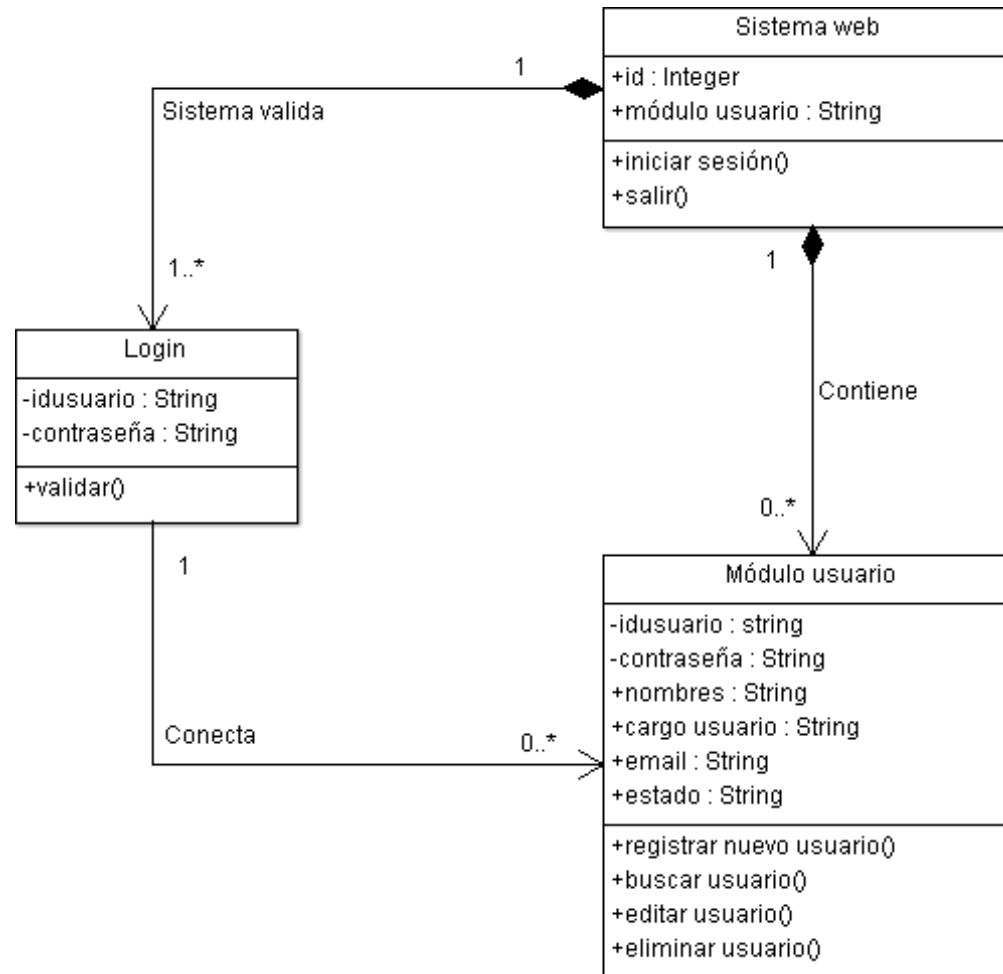 Sistema web
+id : Integer
+módulo usuario : String
+iniciar sesión()
+salir()
1
Sistema valida
1..*
1
Contiene
0..*
Login
-idusuario : String
-contraseña : String
+validar()
1
Conecta
0..*
Módulo usuario
-idusuario : string
-contraseña : String
+nombres : String
+cargo usuario : String
+email : String
+estado : String
+registrar nuevo usuario()
+buscar usuario()
+editar usuario()
+eliminar usuario()